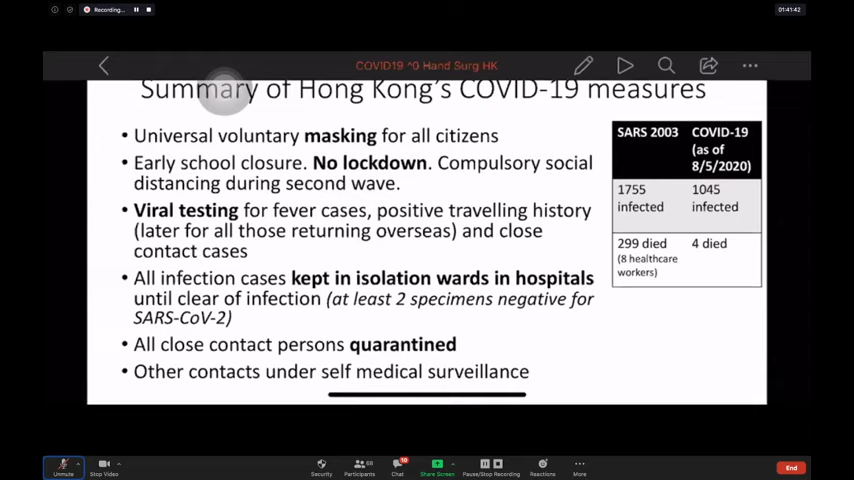 Recording...
01:41:42
COVID19 ^0 Hand Surg HK
Summary of Hong Kong's COVID-19 measures
• Universal voluntary masking for all citizens
• Early school closure. No lockdown. Compulsory social
distancing during second wave.
• Viral testing for fever cases, positive travelling history
(later for all those returning overseas) and close
contact cases
• All infection cases kept in isolation wards in hospitals
until clear of infection (at least 2 specimens negative for
SARS-CoV-2)
• All close contact persons quarantined
• Other contacts under self medical surveillance
SARS 2003 COVID-19
(as of
8/5/2020)
1755 1045
infected infected
299 died 4 died
(8 healthcare
workers)
Unmute Stop Video Security Participants 68 Chat 10 Share Screen Pause/Stop Recording Reactions More End